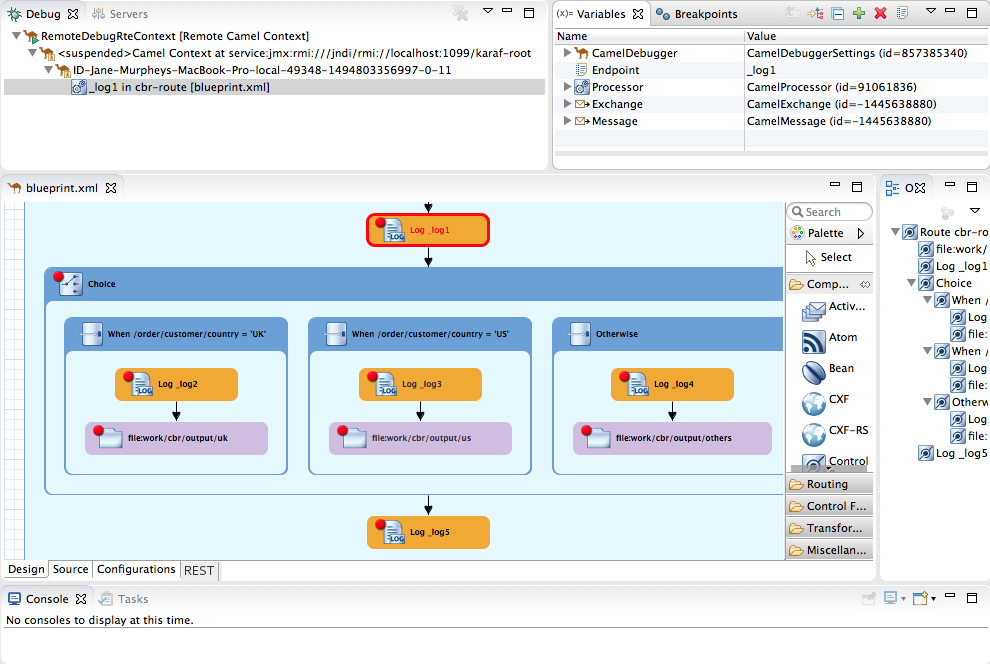 Debug
Servers
RemoteDebugRteContext [Remote Camel Context]
<suspended>Camel Context at service:jmx:rmi:///jndi/rmi://localhost:1099/karaf-root
ID-Jane-Murpheys-MacBook-Pro-local-49348-1494803356997-0-11
_log1 in cbr-route [blueprint.xml]
(x)= Variables
Breakpoints
Name Value
CamelDebugger CamelDebuggerSettings (id=857385340)
Endpoint _log1
Processor CamelProcessor (id=91061836)
Exchange CamelExchange (id=-1445638880)
Message CamelMessage (id=-1445638880)
blueprint.xml
LOG Log _log1
Choice
When /order/customer/country = 'UK'
When /order/customer/country = 'US'
Otherwise
LOG Log _log2
LOG Log _log3
LOG Log _log4
file:work/cbr/output/uk
file:work/cbr/output/us
file:work/cbr/output/others
LOG Log _log5
Design
Source
Configurations
REST
Search
Palette
Select
Comp...
Activ...
Atom
Bean
CXF
CXF-RS
Control
Routing
Control F...
Transfor...
Miscellan...
O
Route cbr-ro
file:work/
Log _log1
Choice
When /
Log
file:
When /
Log
file:
Otherw
Log
file:
Log _log5
Console
Tasks
No consoles to display at this time.